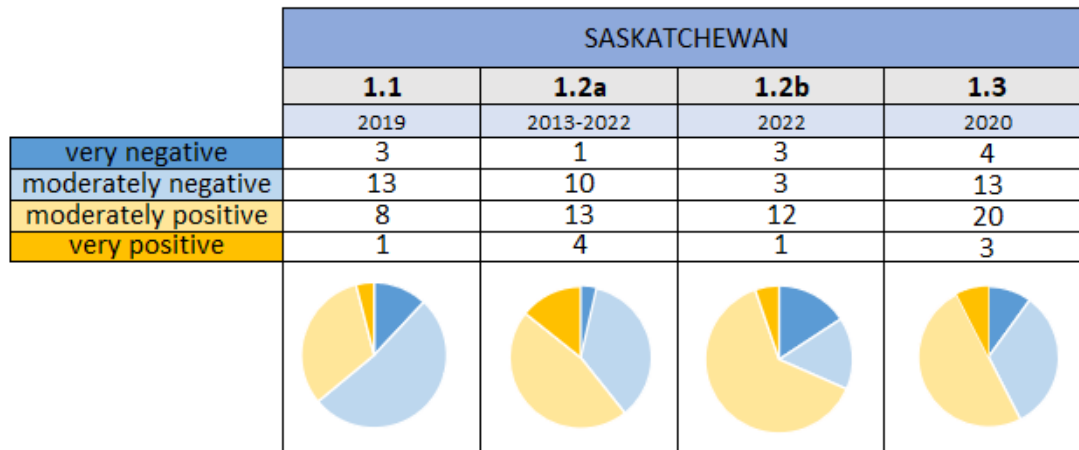 SASKATCHEWAN
1.1 1.2a 1.2b 1.3
2019 2013-2022 2022 2020
very negative 3 1 3 4
moderately negative 13 10 3 13
moderately positive 8 13 12 20
very positive 1 4 1 3